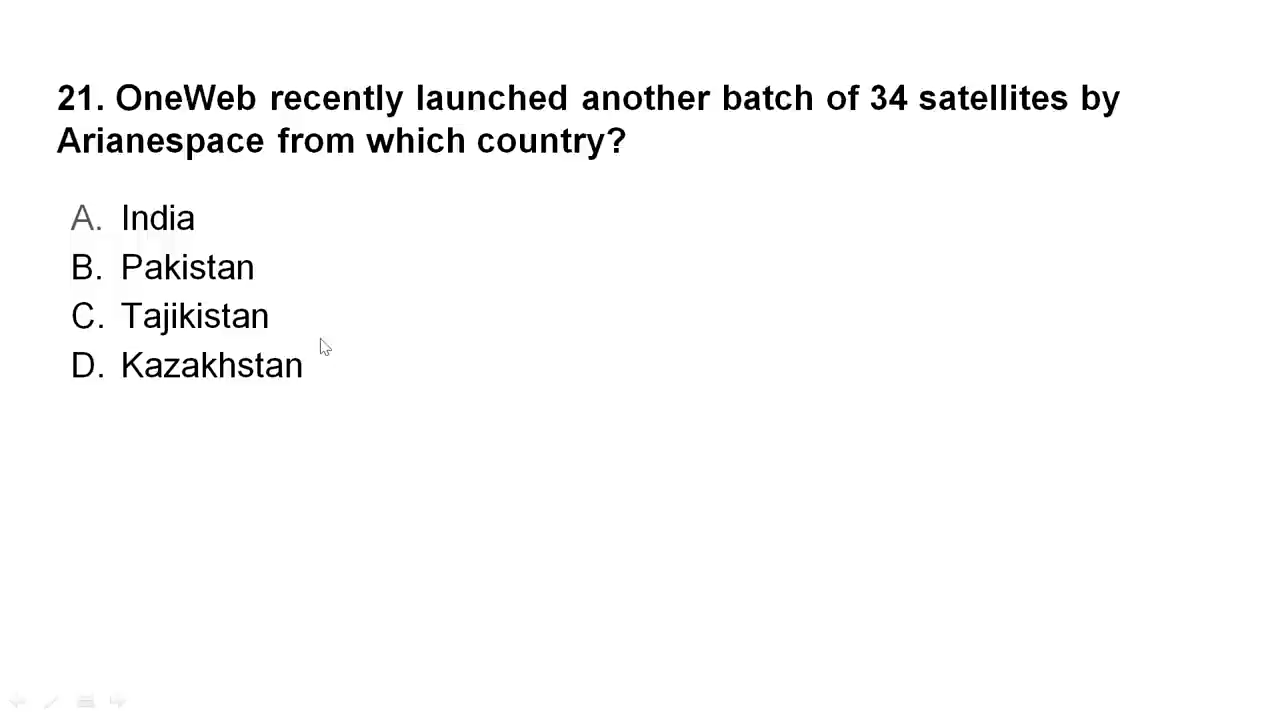 21. OneWeb recently launched another batch of 34 satellites by
Arianespace from which country?
A. India
B. Pakistan
C. Tajikistan
D. Kazakhstan